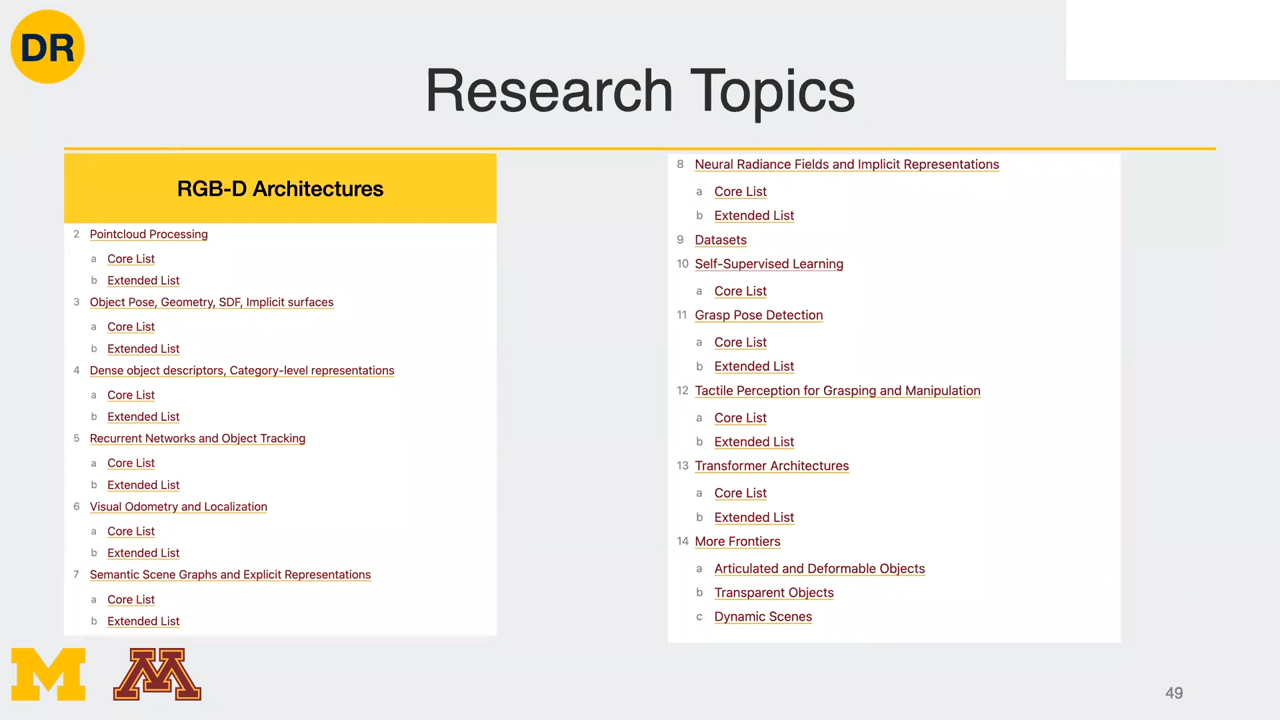 DR
Research Topics
RGB-D Architectures
2 Pointcloud Processing
a Core List
b Extended List
3 Object Pose, Geometry, SDF, Implicit surfaces
a Core List
b Extended List
4 Dense object descriptors, Category-level representations
a Core List
b Extended List
5 Recurrent Networks and Object Tracking
a Core List
b Extended List
6 Visual Odometry and Localization
a Core List
b Extended List
7 Semantic Scene Graphs and Explicit Representations
a Core List
b Extended List
8 Neural Radiance Fields and Implicit Representations
a Core List
b Extended List
9 Datasets
10 Self-Supervised Learning
a Core List
11 Grasp Pose Detection
a Core List
b Extended List
12 Tactile Perception for Grasping and Manipulation
a Core List
b Extended List
13 Transformer Architectures
a Core List
b Extended List
14 More Frontiers
a Articulated and Deformable Objects
b Transparent Objects
c Dynamic Scenes
M M
49